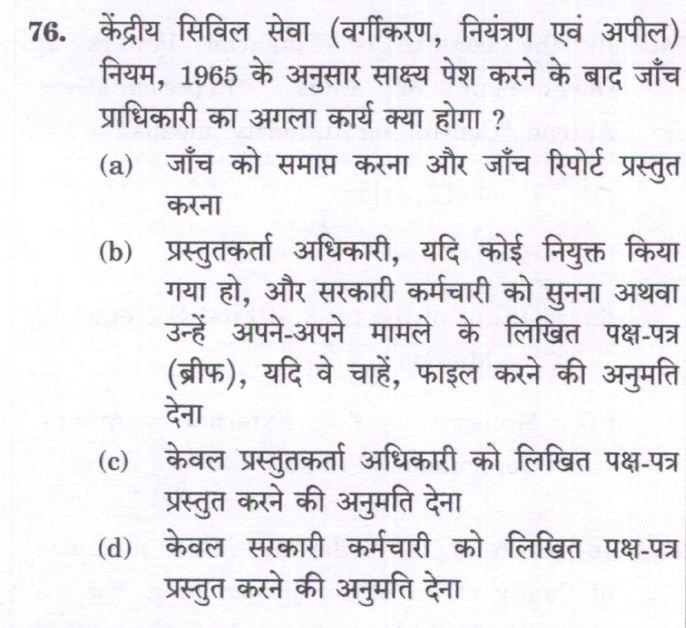 76. केंद्रीय सिविल सेवा (वर्गीकरण, नियंत्रण एवं अपील)
नियम, 1965 के अनुसार साक्ष्य पेश करने के बाद जाँच
प्राधिकारी का अगला कार्य क्या होगा ?
(a) जाँच को समाप्त करना और जाँच रिपोर्ट प्रस्तुत
करना
(b) प्रस्तुतकर्ता अधिकारी, यदि कोई नियुक्त किया
गया हो, और सरकारी कर्मचारी को सुनना अथवा
उन्हें अपने-अपने मामले के लिखित पक्ष-पत्र
(ब्रीफ), यदि वे चाहें, फाइल करने की अनुमति
देना
(c) केवल प्रस्तुतकर्ता अधिकारी को लिखित पक्ष-पत्र
प्रस्तुत करने की अनुमति देना
(d) केवल सरकारी कर्मचारी को लिखित पक्ष-पत्र
प्रस्तुत करने की अनुमति देना